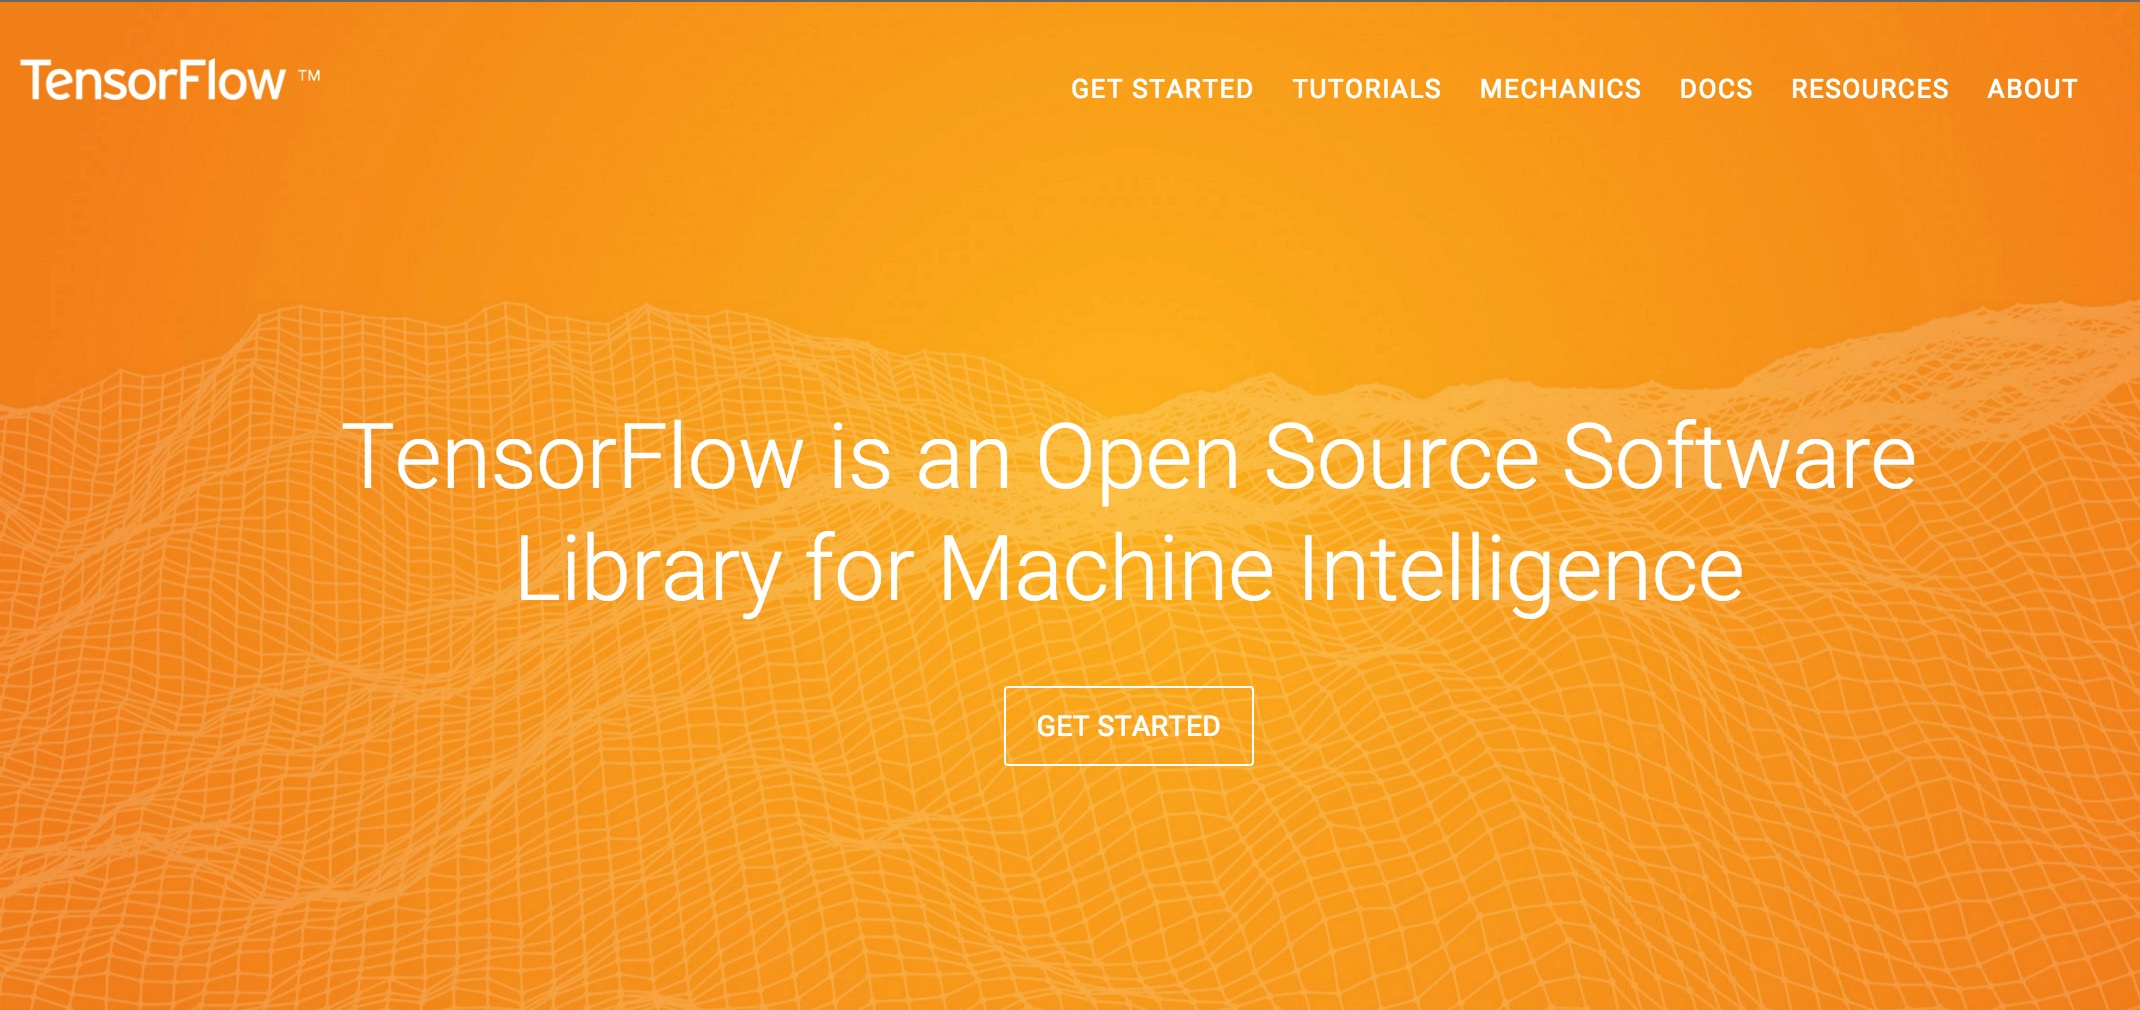 TensorFlow ™
GET STARTED TUTORIALS MECHANICS DOCS RESOURCES ABOUT
TensorFlow is an Open Source Software
Library for Machine Intelligence
GET STARTED